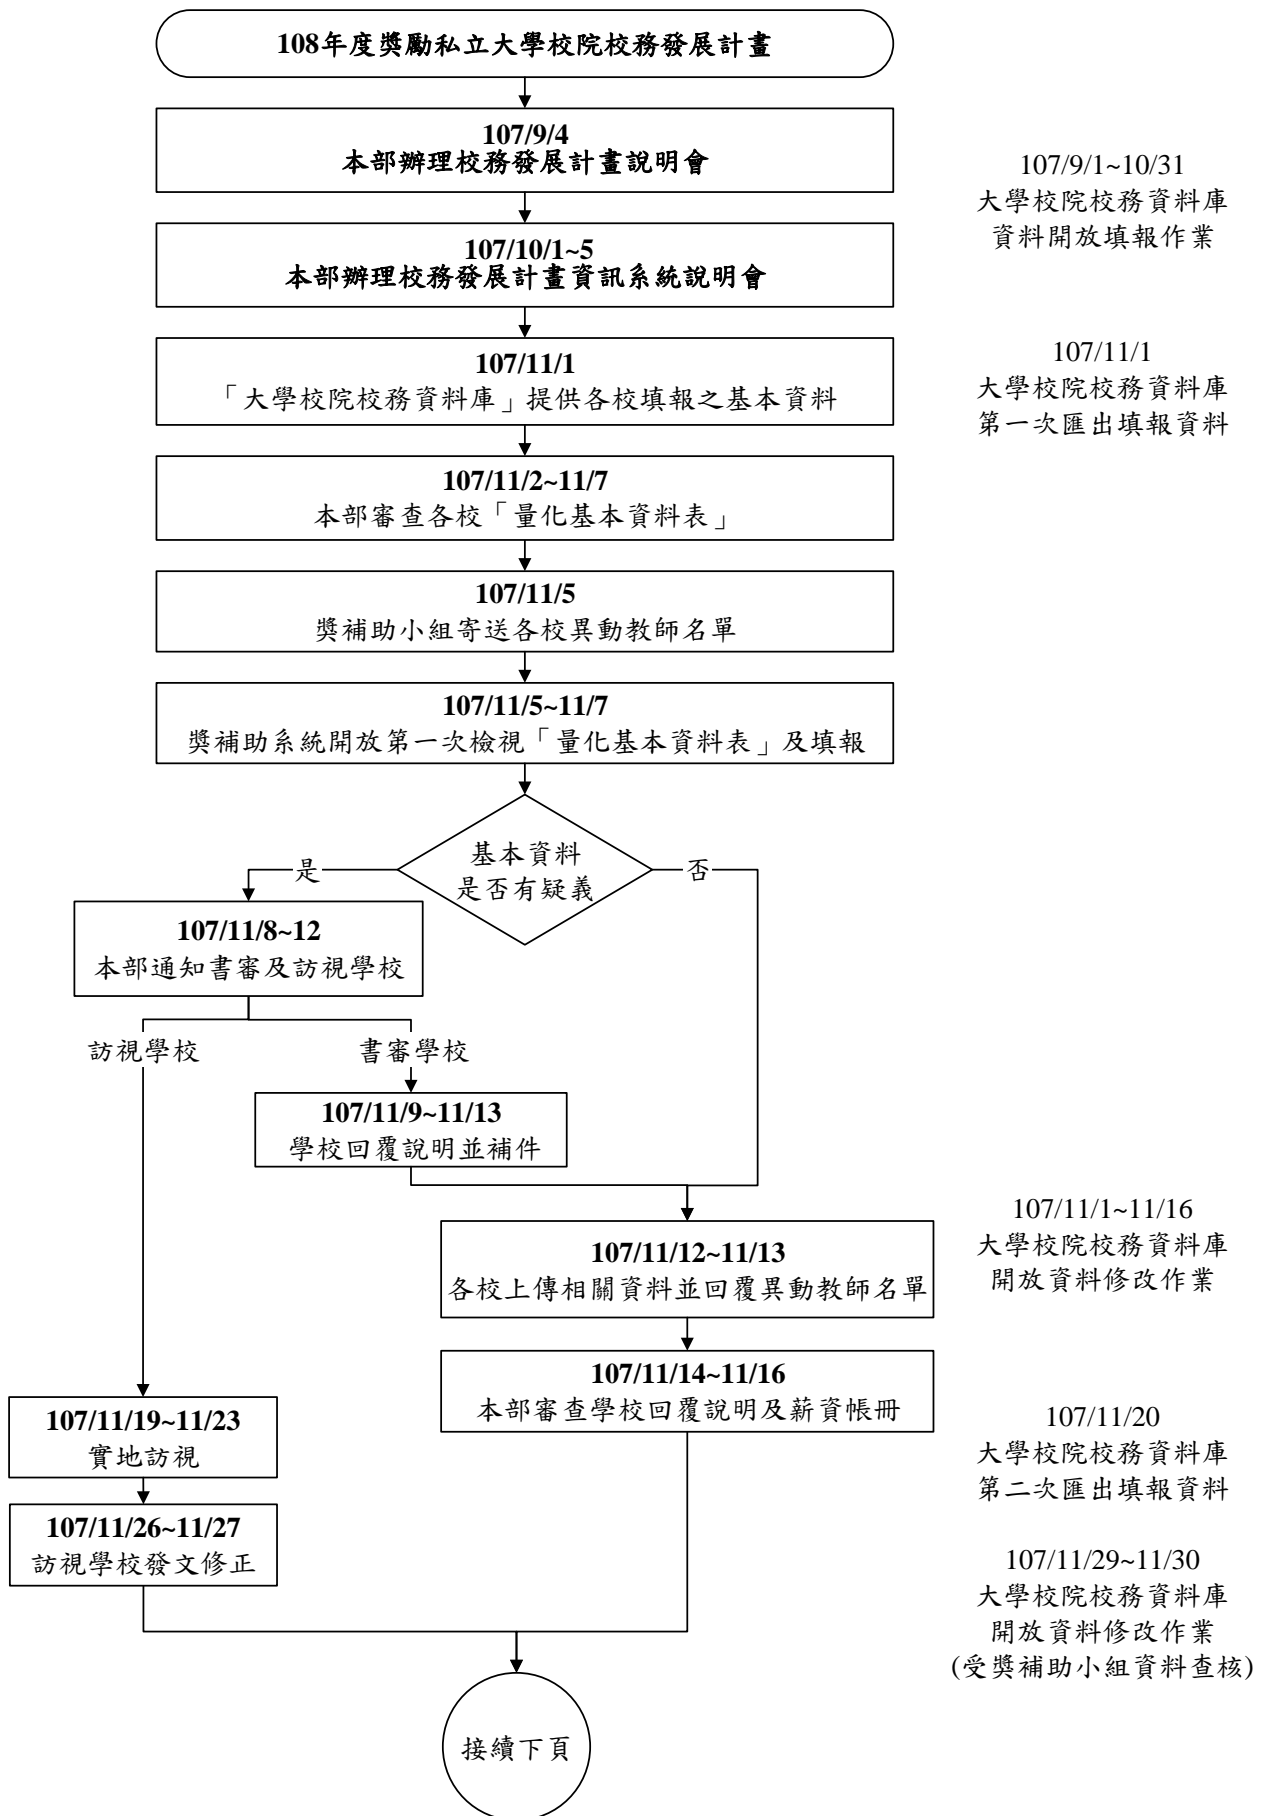 108年度獎勵私立大學校院校務發展計畫
107/9/4
本部辦理校務發展計畫說明會
107/9/1~10/31
大學校院校務資料庫
資料開放填報作業
107/10/1~5
本部辦理校務發展計畫資訊系統說明會
107/11/1
「大學校院校務資料庫」提供各校填報之基本資料
107/11/1
大學校院校務資料庫
第一次匯出填報資料
107/11/2~11/7
本部審查各校「量化基本資料表」
107/11/5
獎補助小組寄送各校異動教師名單
107/11/5~11/7
獎補助系統開放第一次檢視「量化基本資料表」及填報
基本資料
是否有疑義
是
否
107/11/8~12
本部通知書審及訪視學校
訪視學校
書審學校
107/11/9~11/13
學校回覆說明並補件
107/11/12~11/13
各校上傳相關資料並回覆異動教師名單
107/11/1~11/16
大學校院校務資料庫
開放資料修改作業
107/11/14~11/16
本部審查學校回覆說明及薪資帳冊
107/11/19~11/23
實地訪視
107/11/20
大學校院校務資料庫
第二次匯出填報資料
107/11/26~11/27
訪視學校發文修正
107/11/29~11/30
大學校院校務資料庫
開放資料修改作業
(受獎補助小組資料查核)
接續下頁